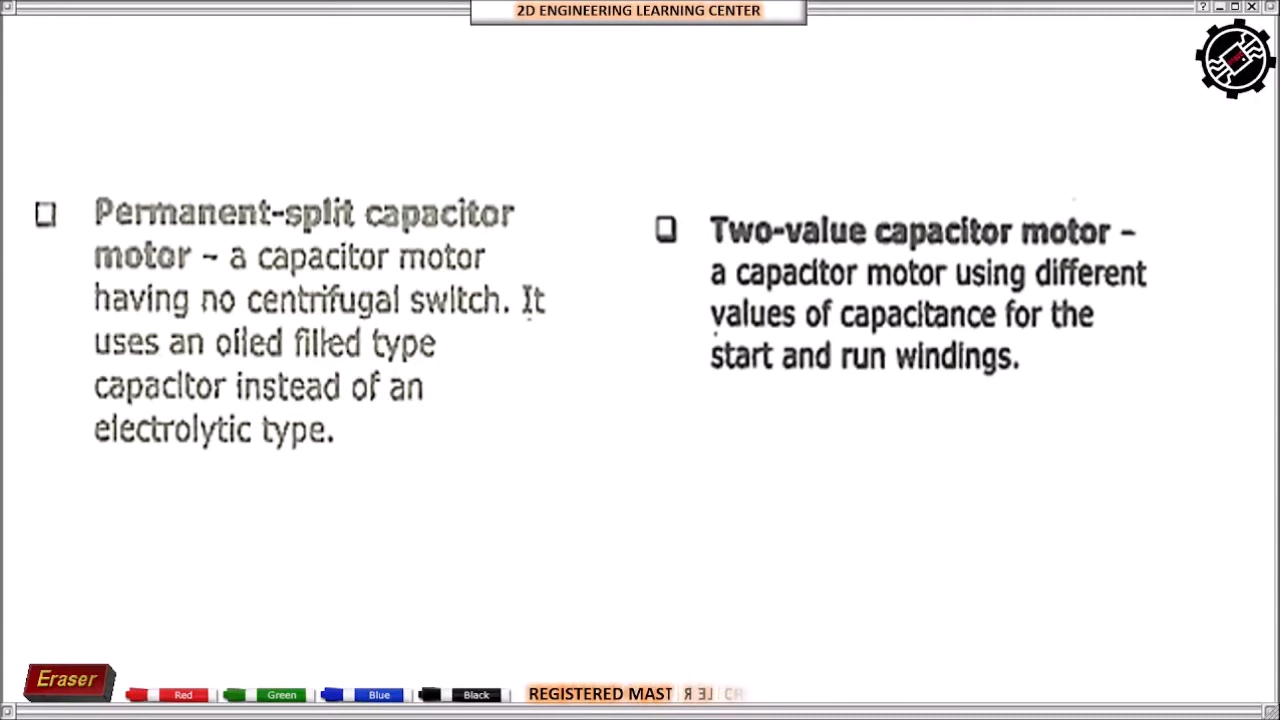 2D ENGINEERING LEARNING CENTER
Permanent-split capacitor
motor – a capacitor motor
having no centrifugal switch. It
uses an oiled filled type
capacitor instead of an
electrolytic type.
Two-value capacitor motor –
a capacitor motor using different
values of capacitance for the
start and run windings.
Eraser
Red
Green
Blue
Black
REGISTERED MAST